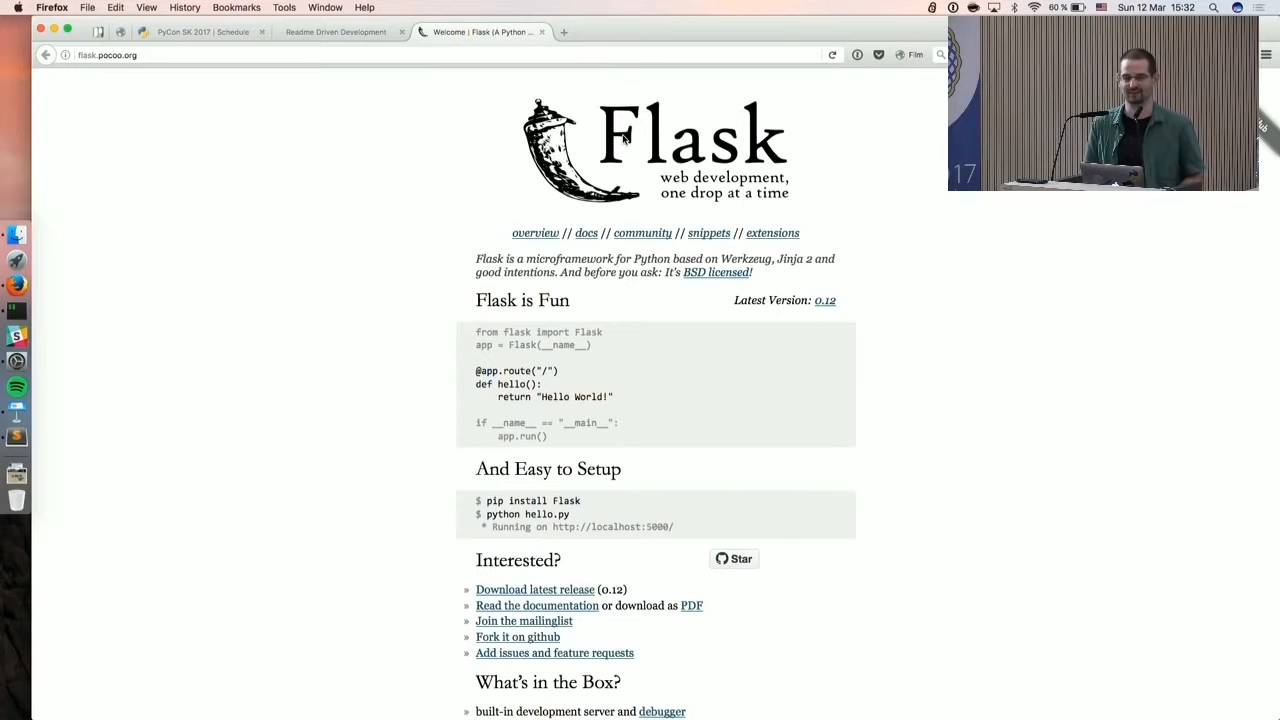 Firefox File Edit View History Bookmarks Tools Window Help
60 % Sun 12 Mar 15:32
PyCon SK 2017 | Schedule
Readme Driven Development
Welcome | Flask (A Python ...
flask.pocoo.org
Film
Flask
web development,
one drop at a time
overview // docs // community // snippets // extensions
Flask is a microframework for Python based on Werkzeug, Jinja 2 and
good intentions. And before you ask: It's BSD licensed!
Flask is Fun
Latest Version: 0.12
from flask import Flask
app = Flask(__name__)
@app.route("/")
def hello():
return "Hello World!"
if __name__ == "__main__":
app.run()
And Easy to Setup
$ pip install Flask
$ python hello.py
* Running on http://localhost:5000/
Interested?
Star
» Download latest release (0.12)
» Read the documentation or download as PDF
» Join the mailinglist
» Fork it on github
» Add issues and feature requests
What's in the Box?
» built-in development server and debugger
17